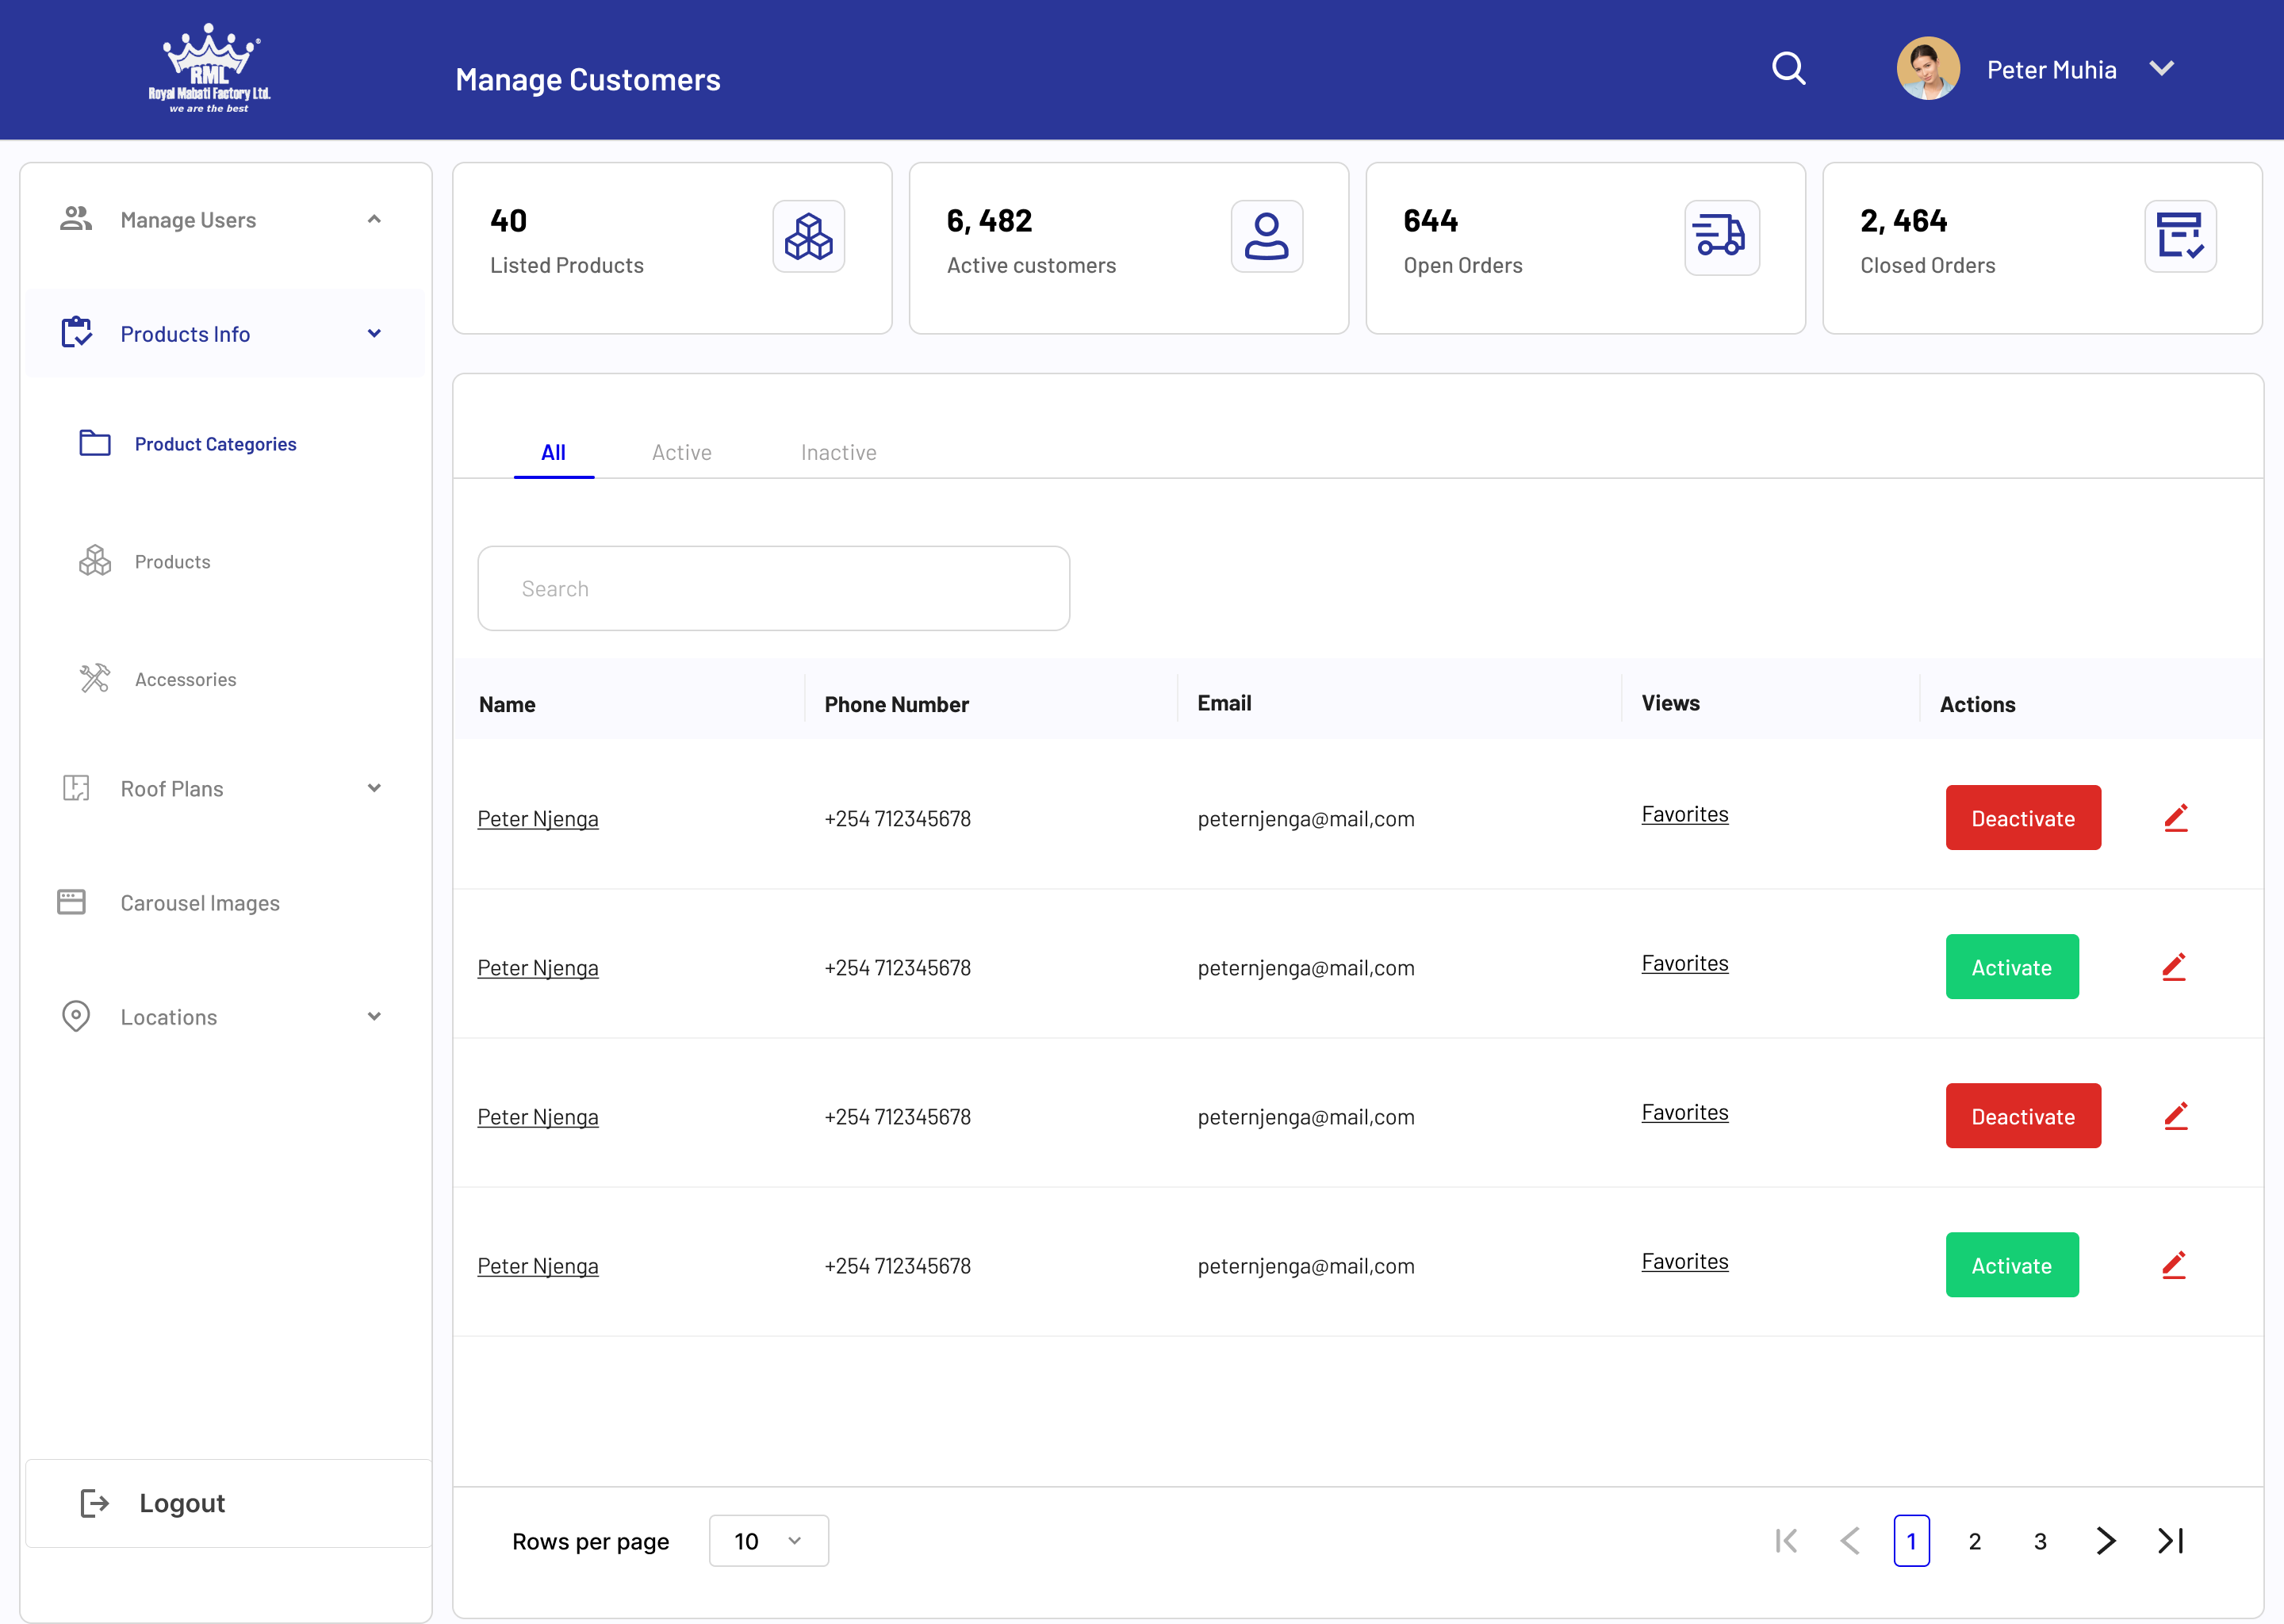 RML
Royal Mabati Factory Ltd.
we are the best
Manage Customers
Peter Muhia
Manage Users
Products Info
Product Categories
Products
Accessories
Roof Plans
Carousel Images
Locations
Logout
40
Listed Products
6, 482
Active customers
644
Open Orders
2, 464
Closed Orders
All Active Inactive
Search
Name Phone Number Email Views Actions
Peter Njenga +254 712345678 peternjenga@mail,com Favorites Deactivate
Peter Njenga +254 712345678 peternjenga@mail,com Favorites Activate
Peter Njenga +254 712345678 peternjenga@mail,com Favorites Deactivate
Peter Njenga +254 712345678 peternjenga@mail,com Favorites Activate
Rows per page 10 1 2 3